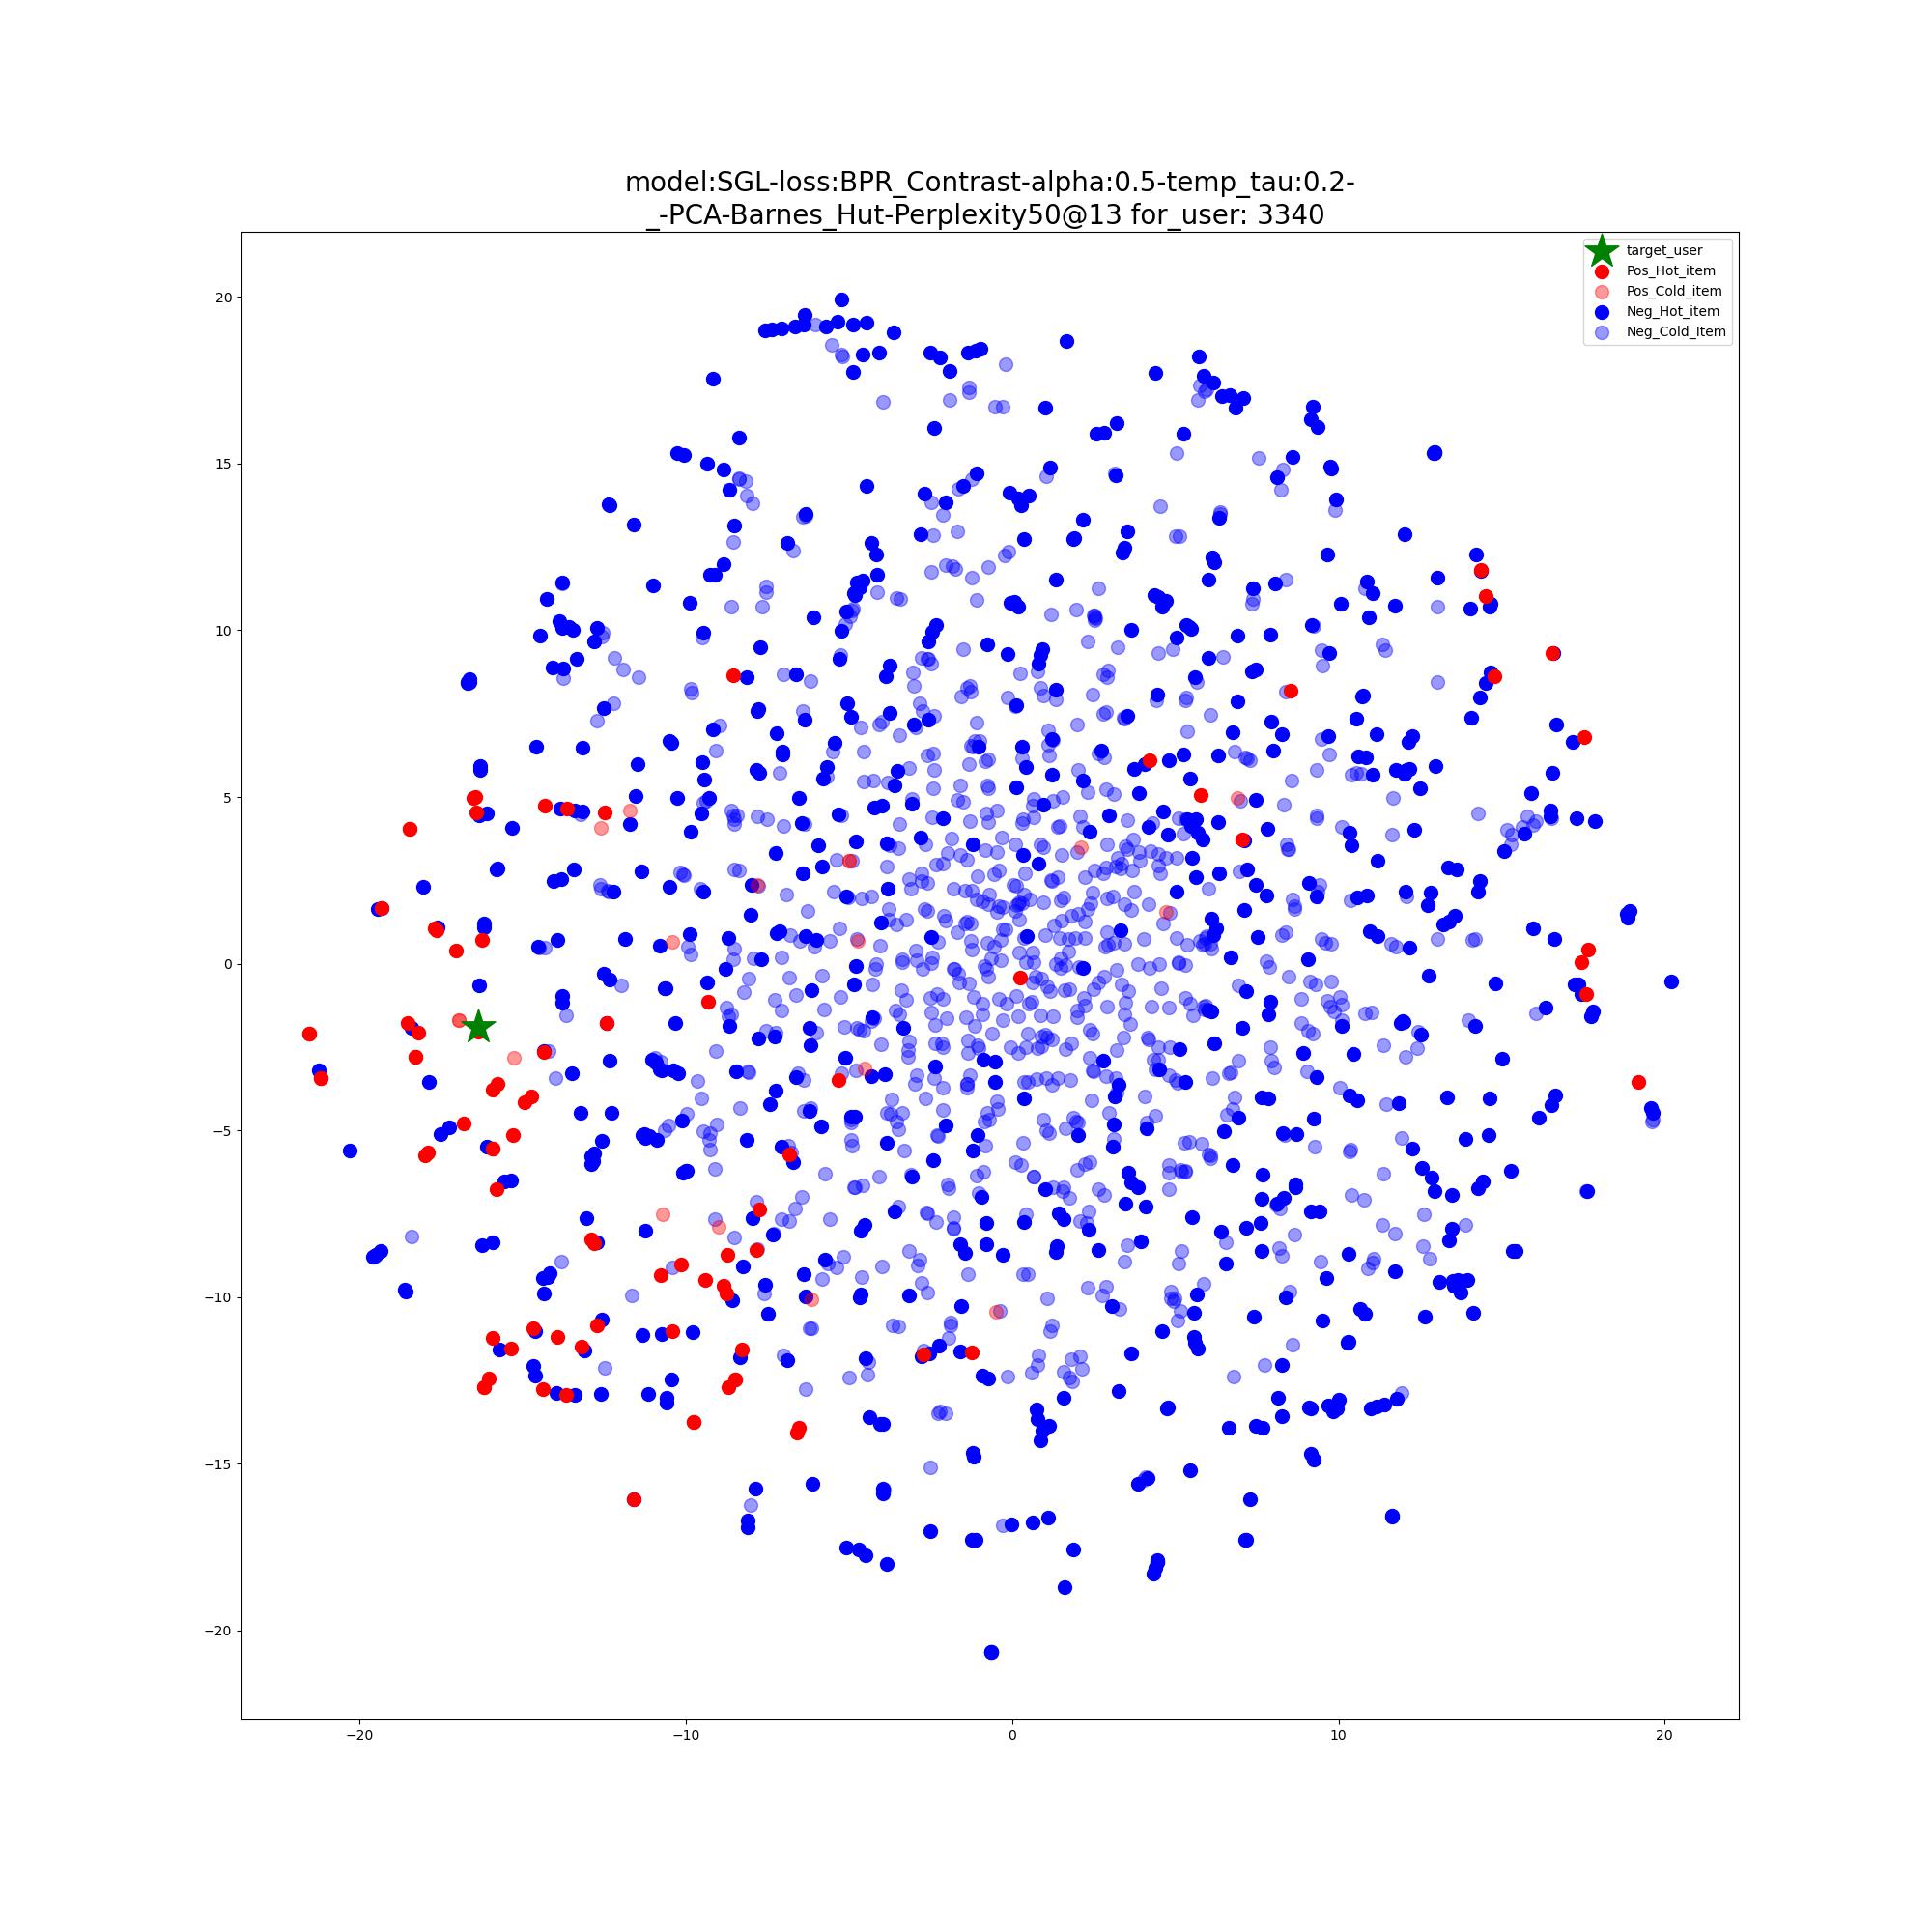 model:SGL-loss:BPR_Contrast-alpha:0.5-temp_tau:0.2-
_-PCA-Barnes_Hut-Perplexity50@13 for_user: 3340
target_user
Pos_Hot_item
Pos_Cold_item
Neg_Hot_item
Neg_Cold_Item
20
15
10
5
0
−5
−10
−15
−20
−20 −10 0 10 20